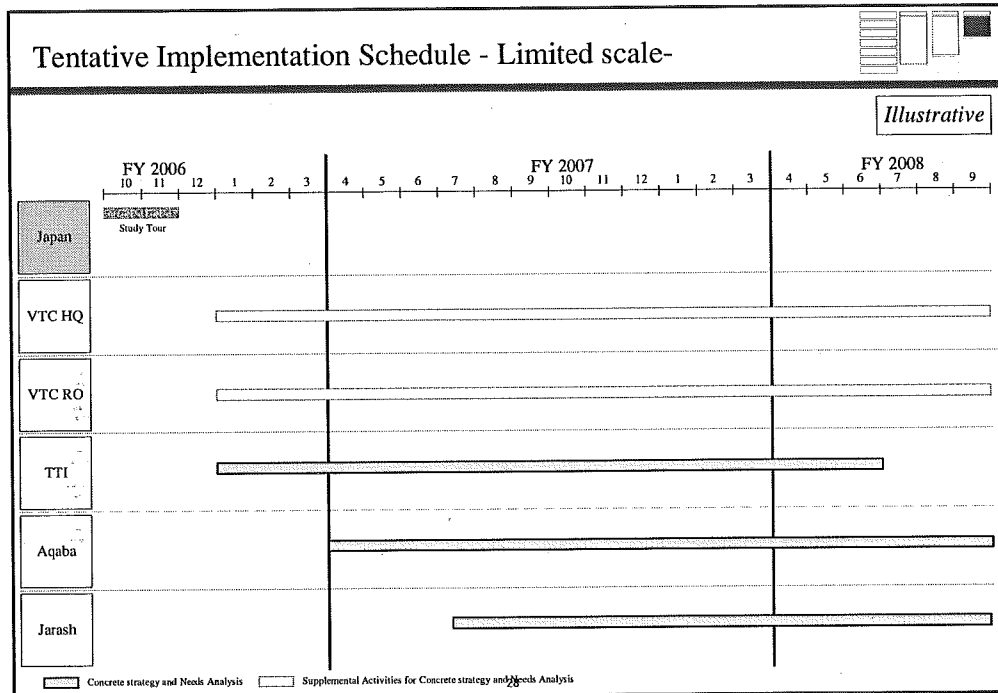 Tentative Implementation Schedule - Limited scale-
Illustrative
FY 2006 FY 2007 FY 2008
10 11 12 1 2 3 4 5 6 7 8 9 10 11 12 1 2 3 4 5 6 7 8 9
Japan
Study Tour
VTC HQ
VTC RO
TTI
Aqaba
Jarash
Concrete strategy and Needs Analysis Supplemental Activities for Concrete strategy and Needs Analysis
28